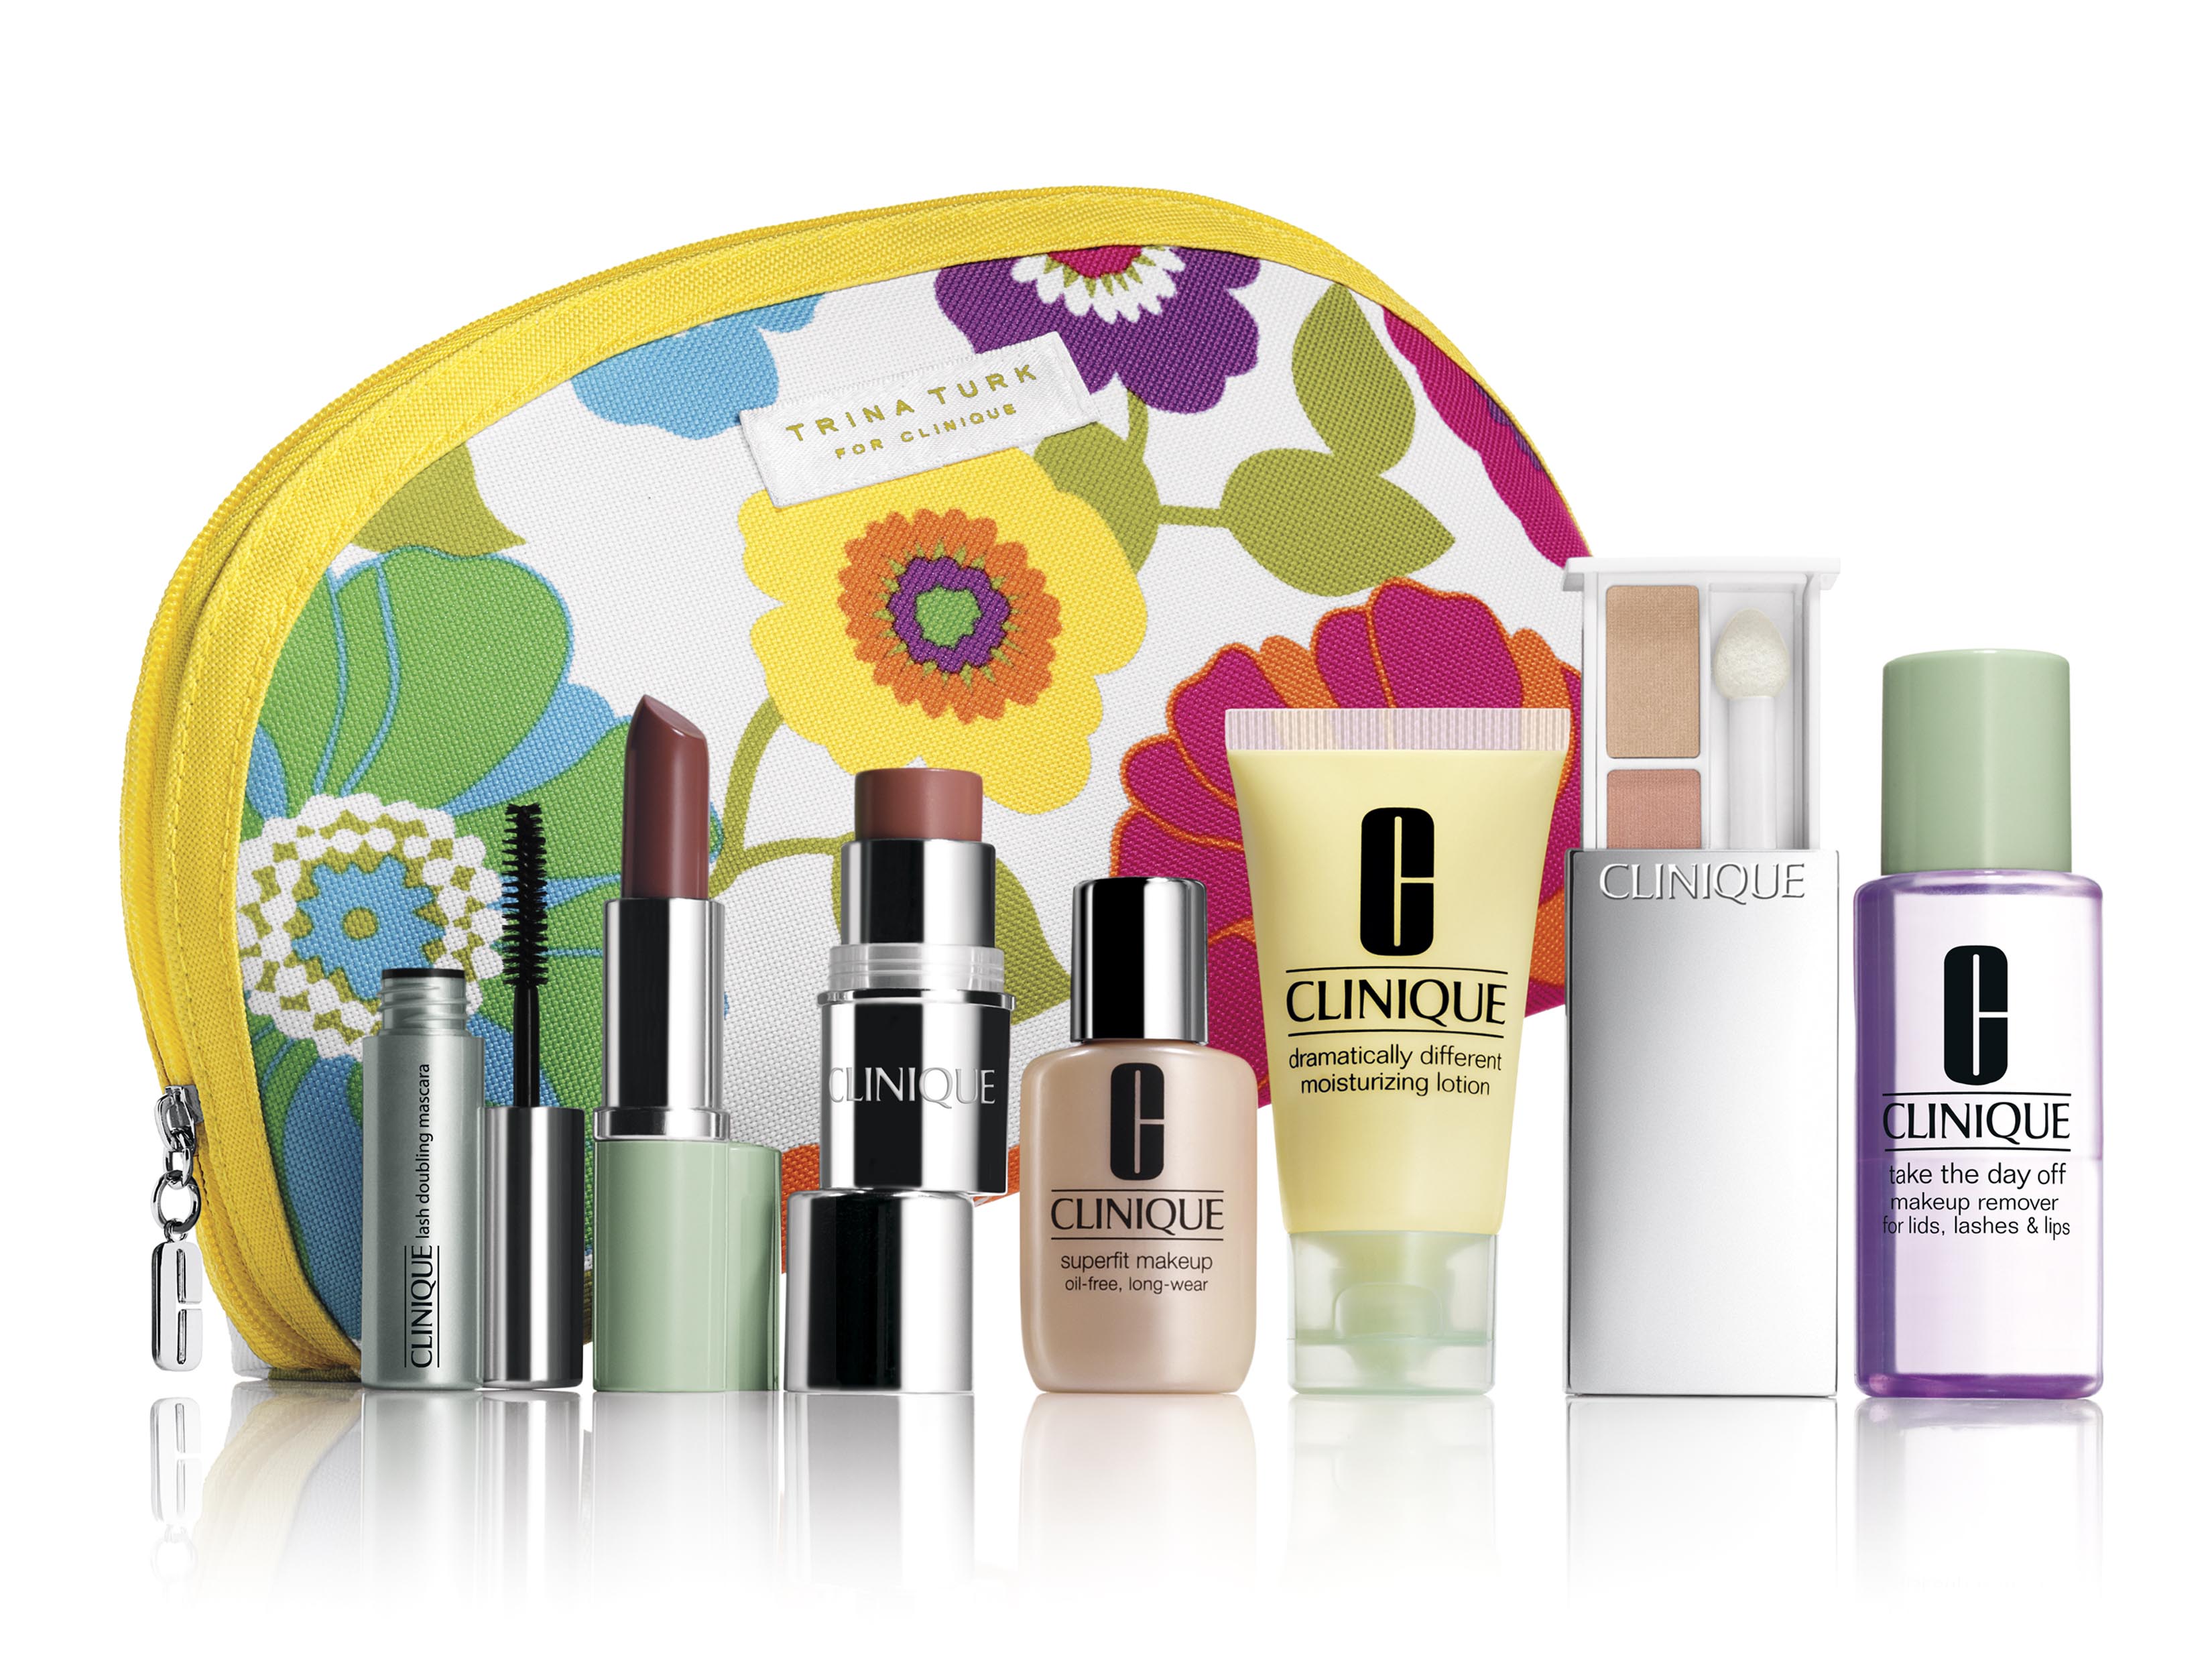 TRINA TURK
FOR CLINIQUE
CLINIQUE lash doubling mascara
CLINIQUE
C
CLINIQUE
superfit makeup
oil-free, long-wear
C
CLINIQUE
dramatically different
moisturizing lotion
CLINIQUE
C
CLINIQUE
take the day off
makeup remover
for lids, lashes & lips